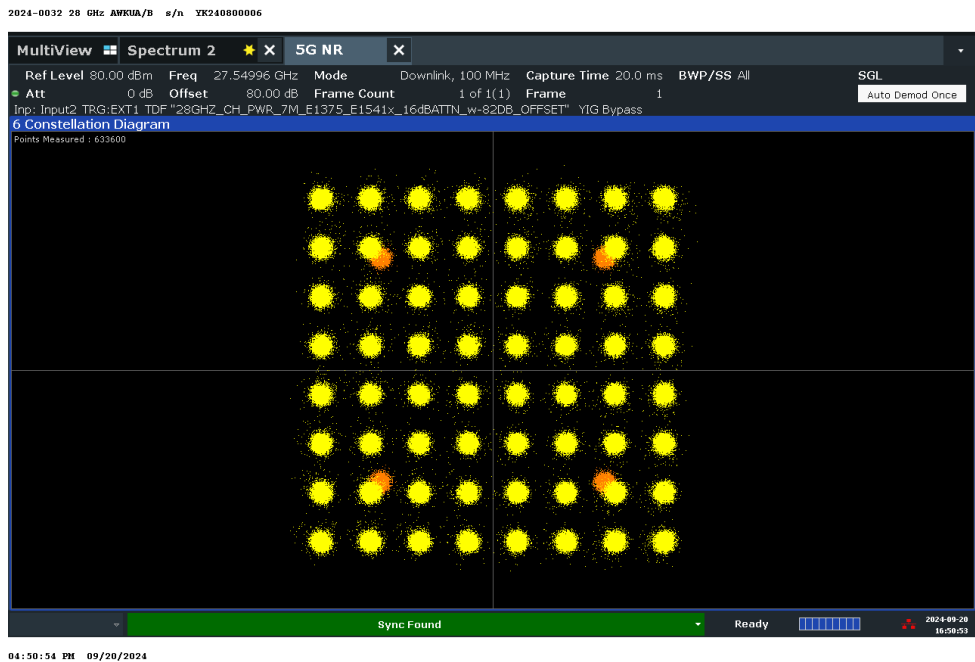 2024-0032 28 GHz AWKUA/B s/n YK240800006
MultiView Spectrum 2 5G NR
Ref Level 80.00 dBm Freq 27.54996 GHz Mode Downlink, 100 MHz Capture Time 20.0 ms BWP/SS All SGL
Att 0 dB Offset 80.00 dB Frame Count 1 of 1(1) Frame 1 Auto Demod Once
Inp: Input2 TRG:EXT1 TDF "28GHZ_CH_PWR_7M_E1375_E1541x_16dBATTN_w-82DB_OFFSET" YIG Bypass
6 Constellation Diagram
Points Measured : 633600
Sync Found Ready 2024-09-20
16:50:53
04:50:54 PM 09/20/2024